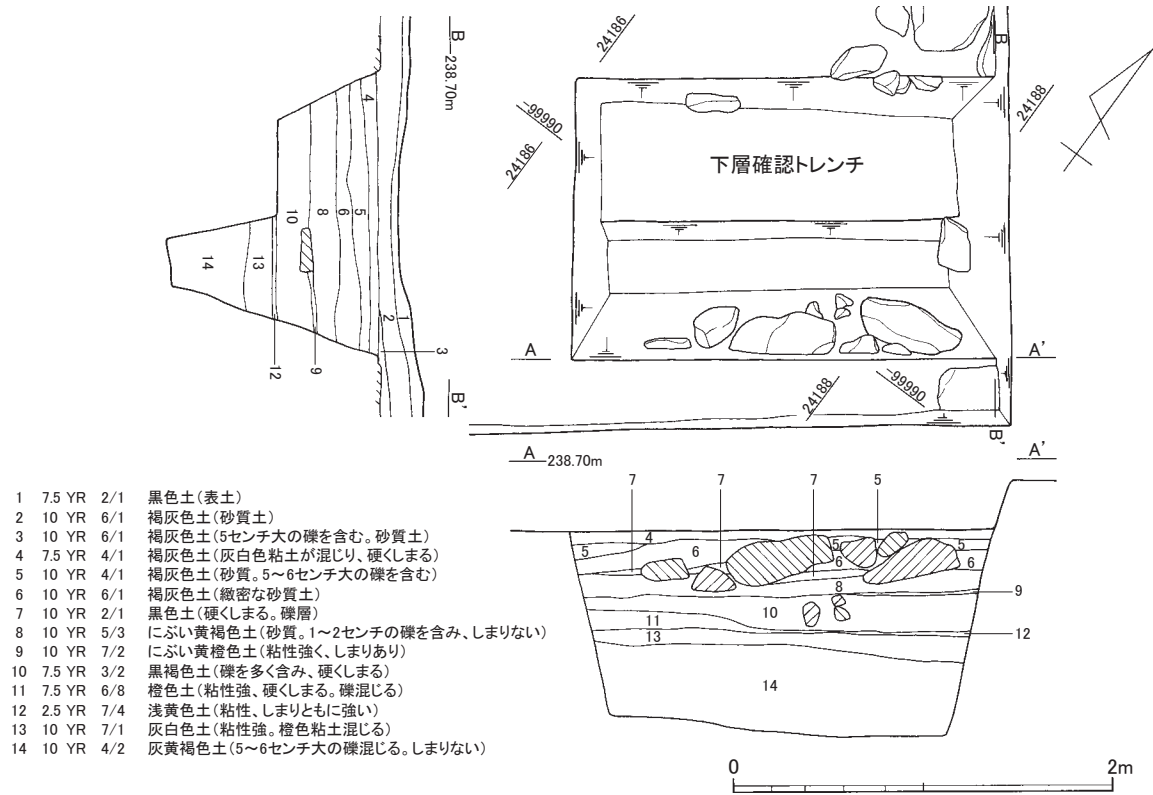 B
238.70m
4
10
8
6
5
14
13
2
1
3
12
9
B'
24186
-99990
24186
B
24188
下層確認トレンチ
A
A'
24188
-99990
B'
A
238.70m
A'
7
7
7
5
4
5
6
5
5
6
6
8
9
10
11
12
13
14
1 7.5 YR 2/1 黒色土(表土)
2 10 YR 6/1 褐灰色土(砂質土)
3 10 YR 6/1 褐灰色土(5センチ大の礫を含む。砂質土)
4 7.5 YR 4/1 褐灰色土(灰白色粘土が混じり、硬くしまる)
5 10 YR 4/1 褐灰色土(砂質。5~6センチ大の礫を含む)
6 10 YR 6/1 褐灰色土(緻密な砂質土)
7 10 YR 2/1 黒色土(硬くしまる。礫層)
8 10 YR 5/3 にぶい黄褐色土(砂質。1~2センチの礫を含み、しまりない)
9 10 YR 7/2 にぶい黄橙色土(粘性強く、しまりあり)
10 7.5 YR 3/2 黒褐色土(礫を多く含み、硬くしまる)
11 7.5 YR 6/8 橙色土(粘性強、硬くしまる。礫混じる)
12 2.5 YR 7/4 浅黄色土(粘性、しまりともに強い)
13 10 YR 7/1 灰白色土(粘性強。橙色粘土混じる)
14 10 YR 4/2 灰黄褐色土(5~6センチ大の礫混じる。しまりない)
0
2m